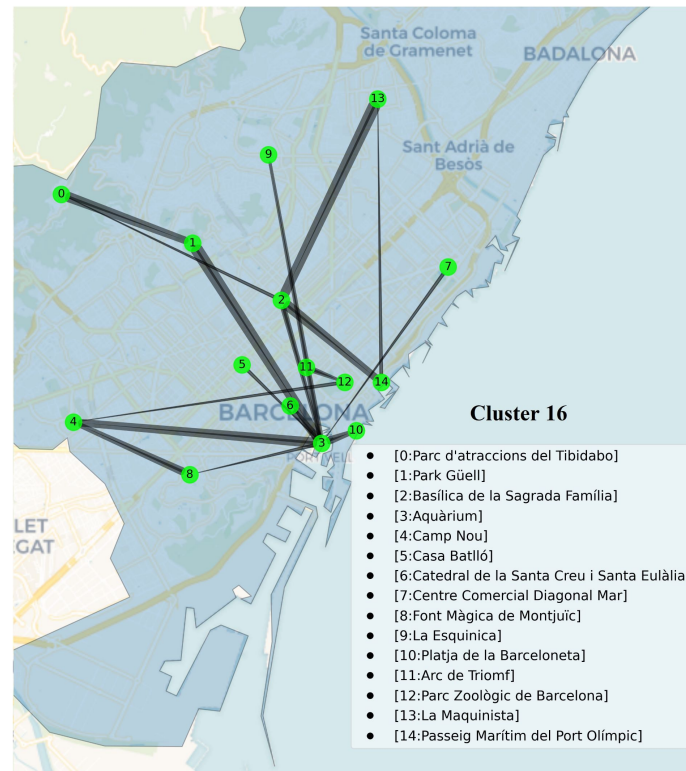 Santa Coloma
de Gramenet
BADALONA
13
9
Sant Adrià de
Besòs
0
1
7
2
5
11
12
14
BARCELONA
6
4
10
3
8
PORT VELL
LET
GAT
Cluster 16
[0:Parc d'atraccions del Tibidabo]
[1:Park Güell]
[2:Basílica de la Sagrada Família]
[3:Aquàrium]
[4:Camp Nou]
[5:Casa Batlló]
[6:Catedral de la Santa Creu i Santa Eulàlia
[7:Centre Comercial Diagonal Mar]
[8:Font Màgica de Montjuïc]
[9:La Esquinica]
[10:Platja de la Barceloneta]
[11:Arc de Triomf]
[12:Parc Zoològic de Barcelona]
[13:La Maquinista]
[14:Passeig Marítim del Port Olímpic]